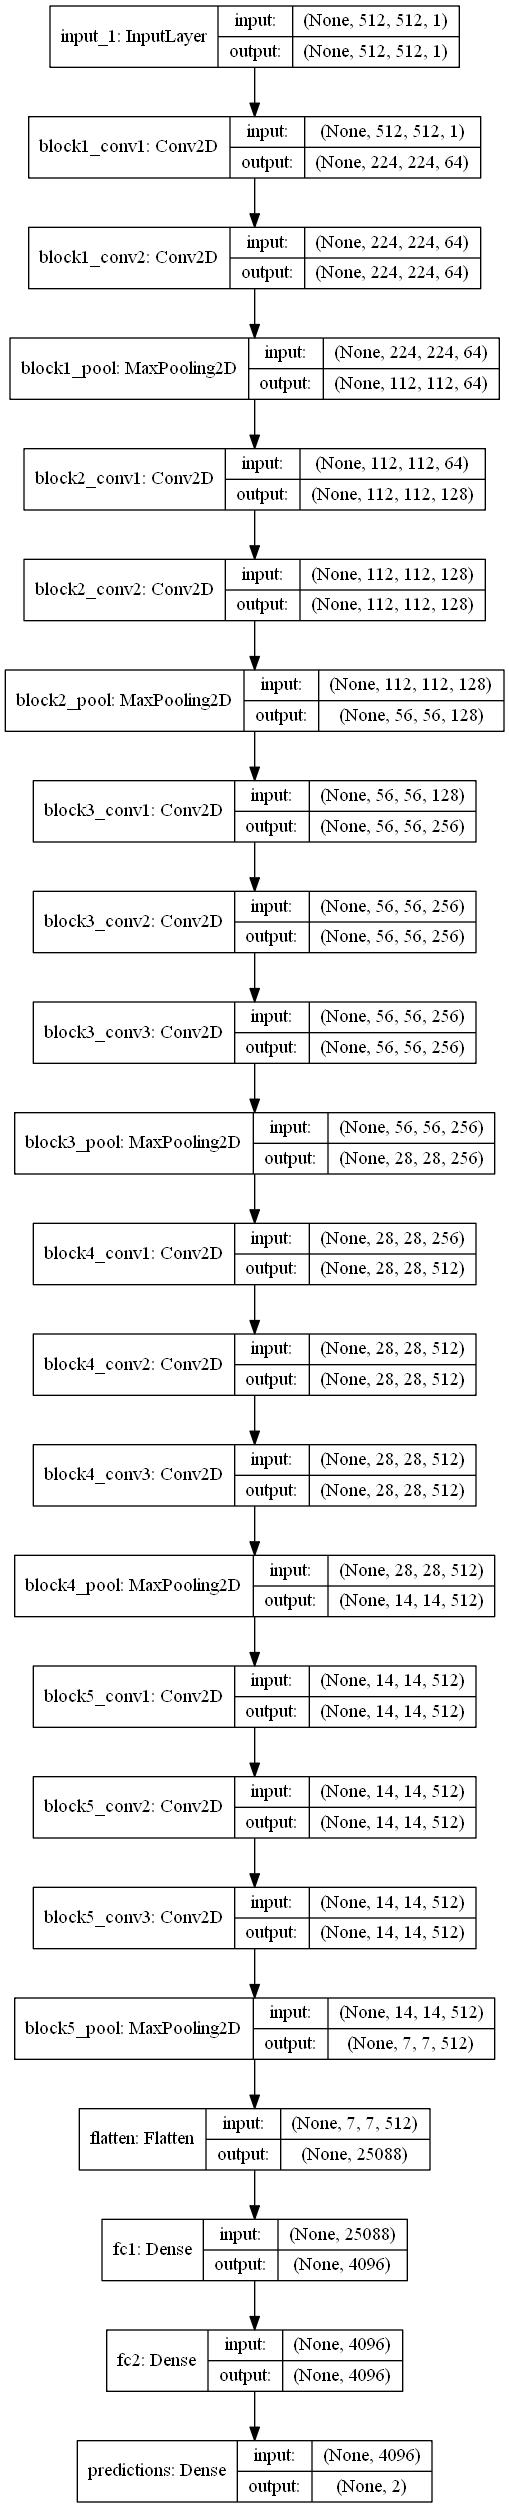 input_1: InputLayer
input: (None, 512, 512, 1)
output: (None, 512, 512, 1)
block1_conv1: Conv2D
input: (None, 512, 512, 1)
output: (None, 224, 224, 64)
block1_conv2: Conv2D
input: (None, 224, 224, 64)
output: (None, 224, 224, 64)
block1_pool: MaxPooling2D
input: (None, 224, 224, 64)
output: (None, 112, 112, 64)
block2_conv1: Conv2D
input: (None, 112, 112, 64)
output: (None, 112, 112, 128)
block2_conv2: Conv2D
input: (None, 112, 112, 128)
output: (None, 112, 112, 128)
block2_pool: MaxPooling2D
input: (None, 112, 112, 128)
output: (None, 56, 56, 128)
block3_conv1: Conv2D
input: (None, 56, 56, 128)
output: (None, 56, 56, 256)
block3_conv2: Conv2D
input: (None, 56, 56, 256)
output: (None, 56, 56, 256)
block3_conv3: Conv2D
input: (None, 56, 56, 256)
output: (None, 56, 56, 256)
block3_pool: MaxPooling2D
input: (None, 56, 56, 256)
output: (None, 28, 28, 256)
block4_conv1: Conv2D
input: (None, 28, 28, 256)
output: (None, 28, 28, 512)
block4_conv2: Conv2D
input: (None, 28, 28, 512)
output: (None, 28, 28, 512)
block4_conv3: Conv2D
input: (None, 28, 28, 512)
output: (None, 28, 28, 512)
block4_pool: MaxPooling2D
input: (None, 28, 28, 512)
output: (None, 14, 14, 512)
block5_conv1: Conv2D
input: (None, 14, 14, 512)
output: (None, 14, 14, 512)
block5_conv2: Conv2D
input: (None, 14, 14, 512)
output: (None, 14, 14, 512)
block5_conv3: Conv2D
input: (None, 14, 14, 512)
output: (None, 14, 14, 512)
block5_pool: MaxPooling2D
input: (None, 14, 14, 512)
output: (None, 7, 7, 512)
flatten: Flatten
input: (None, 7, 7, 512)
output: (None, 25088)
fc1: Dense
input: (None, 25088)
output: (None, 4096)
fc2: Dense
input: (None, 4096)
output: (None, 4096)
predictions: Dense
input: (None, 4096)
output: (None, 2)